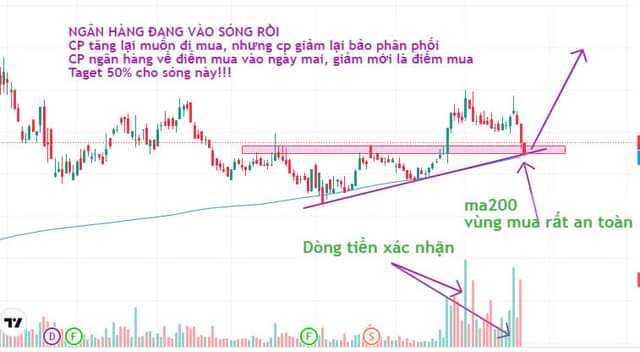 NGÂN HÀNG ĐANG VÀO SÓNG RỒI
CP tăng lại muốn đi mua, nhưng cp giảm lại bảo phân phối
CP ngân hàng về điểm mua vào ngày mai, giảm mới là điểm mua
Taget 50% cho sóng này!!!
ma200
vùng mua rất an toàn
Dòng tiền xác nhận
D
F
F
S